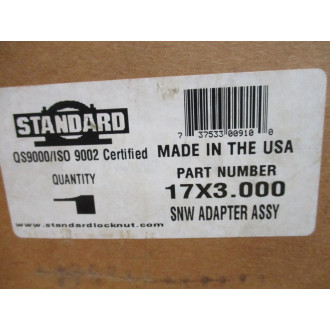 STANDARD
QS9000/ISO 9002 Certified
QUANTITY
www.standardlocknut.com
7 37533 00910 0
MADE IN THE USA
PART NUMBER
17X3.000
SNW ADAPTER ASSY